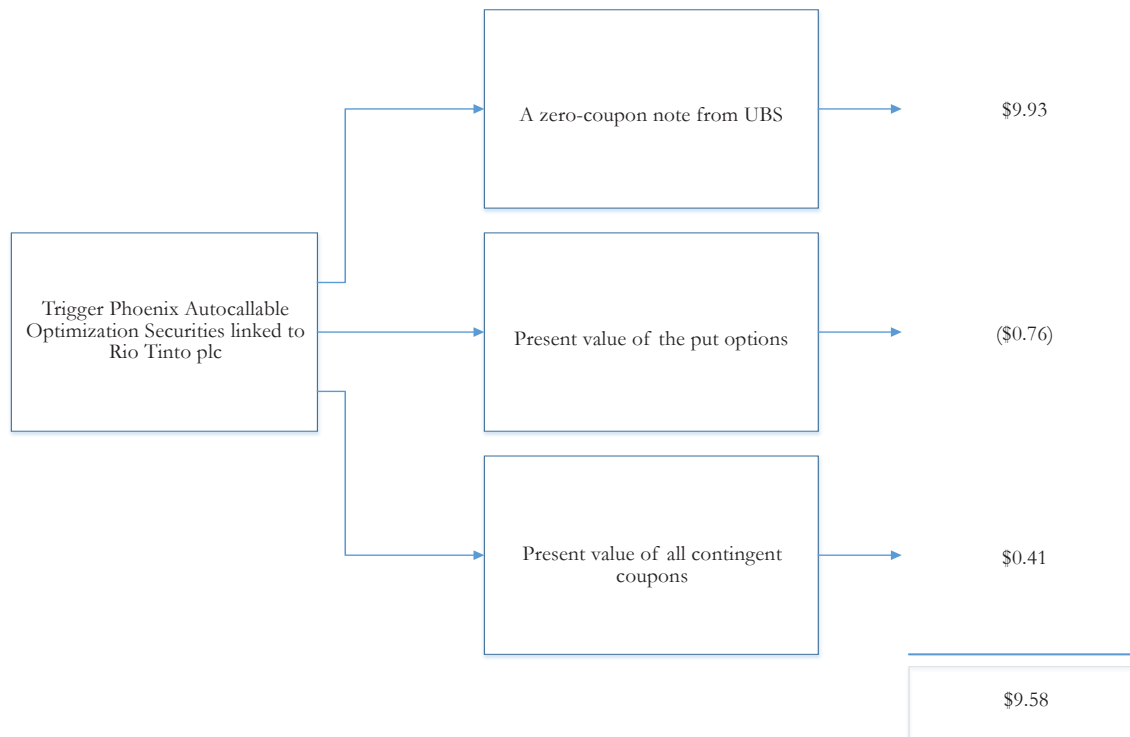 A zero-coupon note from UBS
$9.93
Trigger Phoenix Autocallable
Optimization Securities linked to
Rio Tinto plc
Present value of the put options
($0.76)
Present value of all contingent
coupons
$0.41
$9.58